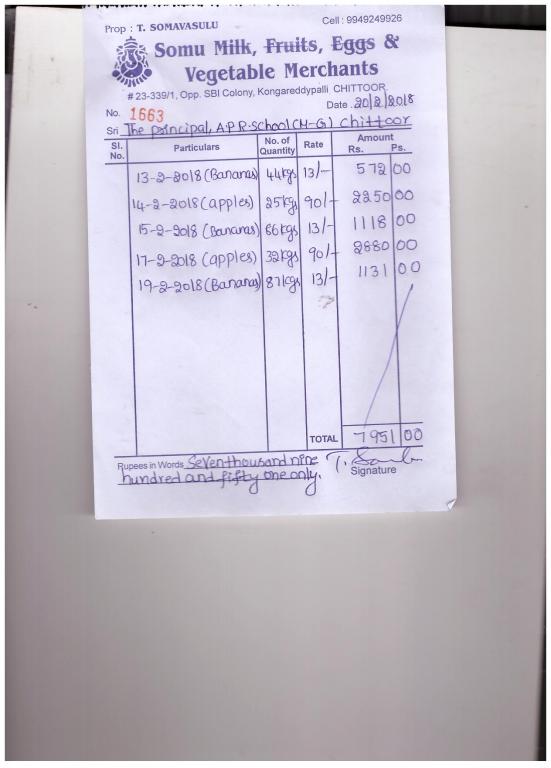 Prop : T. SOMAVASULU Cell : 9949249926
Somu Milk, Fruits, Eggs &
Vegetable Merchants
# 23-339/1, Opp. SBI Colony, Kongareddypalli CHITTOOR
No. 1663 Date. 20/2/2018
Sri The principal, A.P.R.School (M-G) Chittoor
Sl. No. Particulars No. of Quantity Rate Amount Rs. Ps.
13-2-2018 (Bananas) 44kgs 13/- 572 00
14-2-2018 (apples) 25kgs 90/- 2250 00
15-2-2018 (Bananas) 86kgs 13/- 1118 00
17-2-2018 (apples) 32kgs 90/- 2880 00
19-2-2018 (Bananas) 87kgs 13/- 1131 00
TOTAL 7951 00
Rupees in Words Seven thousand nine
hundred and fifty one only.
Signature